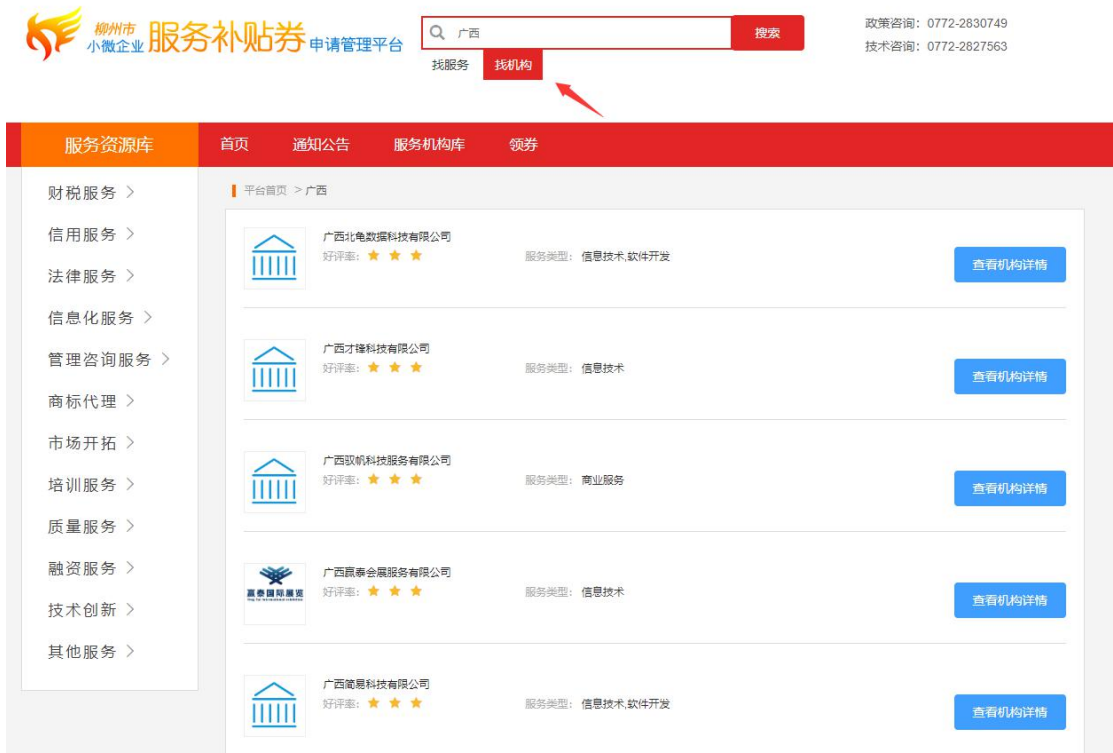 柳州市
小微企业
服务补贴券
申请管理平台
广西
搜索
找服务
找机构
政策咨询：0772-2830749
技术咨询：0772-2827563
服务资源库
首页
通知公告
服务机构库
领券
财税服务 >
信用服务 >
法律服务 >
信息化服务 >
管理咨询服务 >
商标代理 >
市场开拓 >
培训服务 >
质量服务 >
融资服务 >
技术创新 >
其他服务 >
平台首页 > 广西
广西北龟数据科技有限公司
好评率：
服务类型：信息技术,软件开发
查看机构详情
广西才锋科技有限公司
好评率：
服务类型：信息技术
查看机构详情
广西驭帆科技服务有限公司
好评率：
服务类型：商业服务
查看机构详情
赢泰国际展览
广西赢泰会展服务有限公司
好评率：
服务类型：信息技术
查看机构详情
广西简易科技有限公司
好评率：
服务类型：信息技术,软件开发
查看机构详情